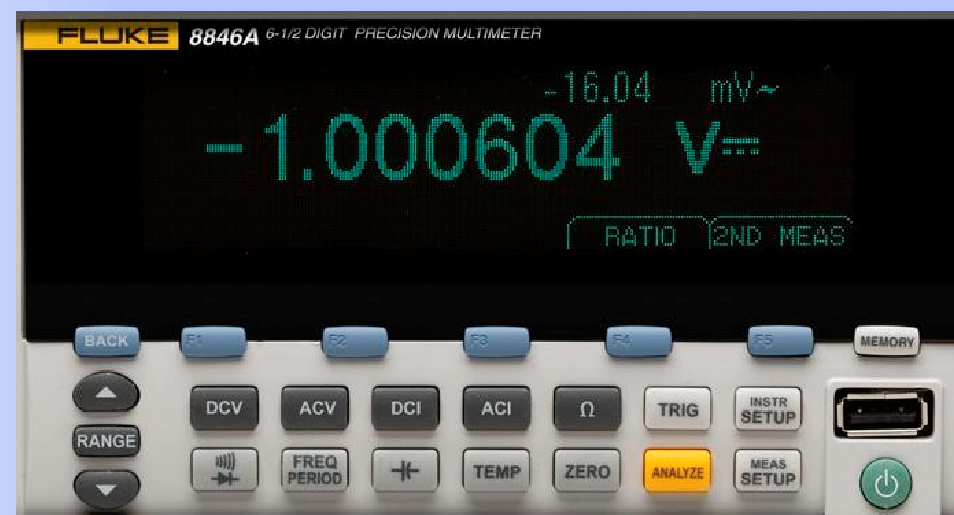 FLUKE 8846A 6-1/2 DIGIT PRECISION MULTIMETER
-16.04 mV~
-1.000604 V⎓
RATIO 2ND MEAS
BACK F1 F2 F3 F4 F5 MEMORY
DCV ACV DCI ACI Ω TRIG INSTR SETUP
RANGE
FREQ PERIOD TEMP ZERO ANALYZE MEAS SETUP